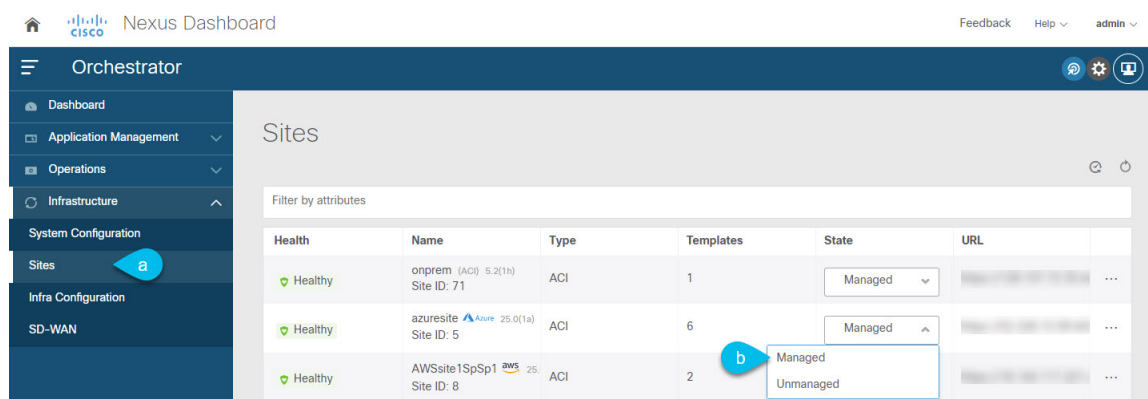 cisco Nexus Dashboard Feedback Help admin
Orchestrator
Dashboard
Application Management
Operations
Infrastructure
System Configuration
Sites
a
Infra Configuration
SD-WAN
Sites
Filter by attributes
Health Name Type Templates State URL
Healthy onprem (ACI) 5.2(1h) ACI 1 Managed
Site ID: 71
Healthy azuresite Azure 25.0(1a) ACI 6 Managed
Site ID: 5
b Managed
Unmanaged
Healthy AWSsite1SpSp1 aws 25. ACI 2
Site ID: 8